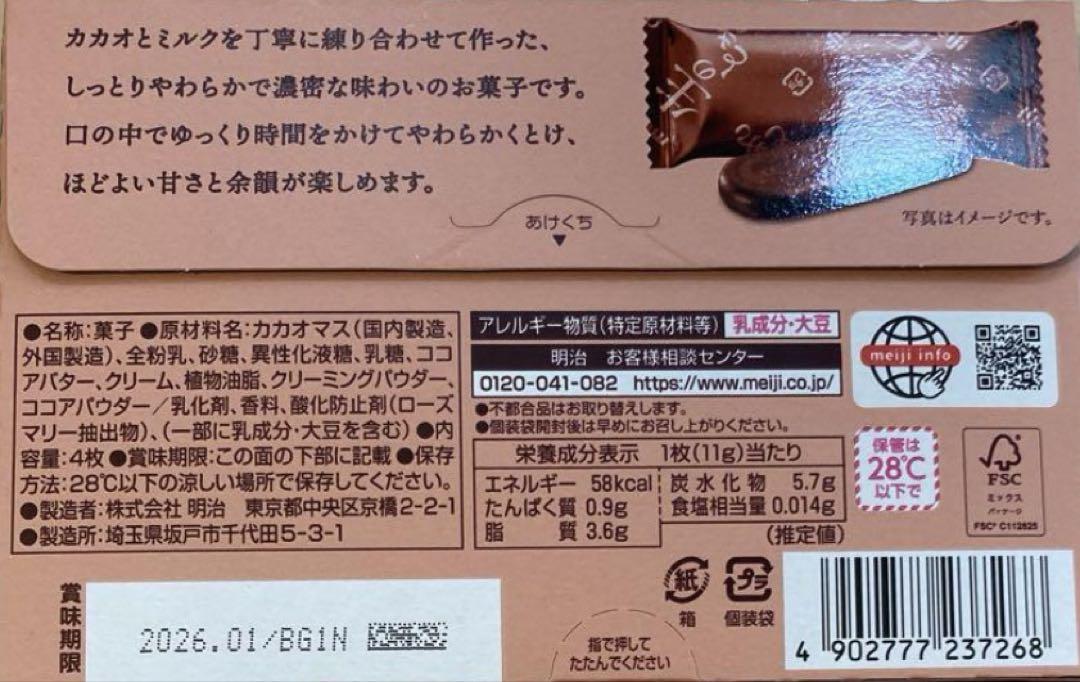 カカオとミルクを丁寧に練り合わせて作った、
しっとりやわらかで濃密な味わいのお菓子です。
口の中でゆっくり時間をかけてやわらかくとけ、
ほどよい甘さと余韻が楽しめます。
写真はイメージです。
あけくち
●名称:菓子 ●原材料名:カカオマス(国内製造、
外国製造)、全粉乳、砂糖、異性化液糖、乳糖、ココ
アバター、クリーム、植物油脂、クリーミングパウダー、
ココアパウダー/乳化剤、香料、酸化防止剤(ローズ
マリー抽出物)、(一部に乳成分・大豆を含む) ●内
容量:4枚 ●賞味期限:この面の下部に記載 ●保存
方法:28℃以下の涼しい場所で保存してください。
●製造者:株式会社 明治 東京都中央区京橋2-2-1
●製造所:埼玉県坂戸市千代田5-3-1
アレルギー物質(特定原材料等) 乳成分・大豆
明治 お客様相談センター
0120-041-082 https://www.meiji.co.jp/
●不都合品はお取り替えします。
●個装袋開封後は早めにお召し上がりください。
栄養成分表示 1枚(11g)当たり
エネルギー 58kcal 炭水化物 5.7g
たんぱく質 0.9g 食塩相当量 0.014g
脂質 3.6g
(推定値)
meiji info
保管は
28℃
以下で
FSC
ミックス
パッケージ
FSC® C112825
賞味期限
2026.01/BG1N
紙
箱
プラ
個装袋
指で押して
たたんでください
4 902777 237268